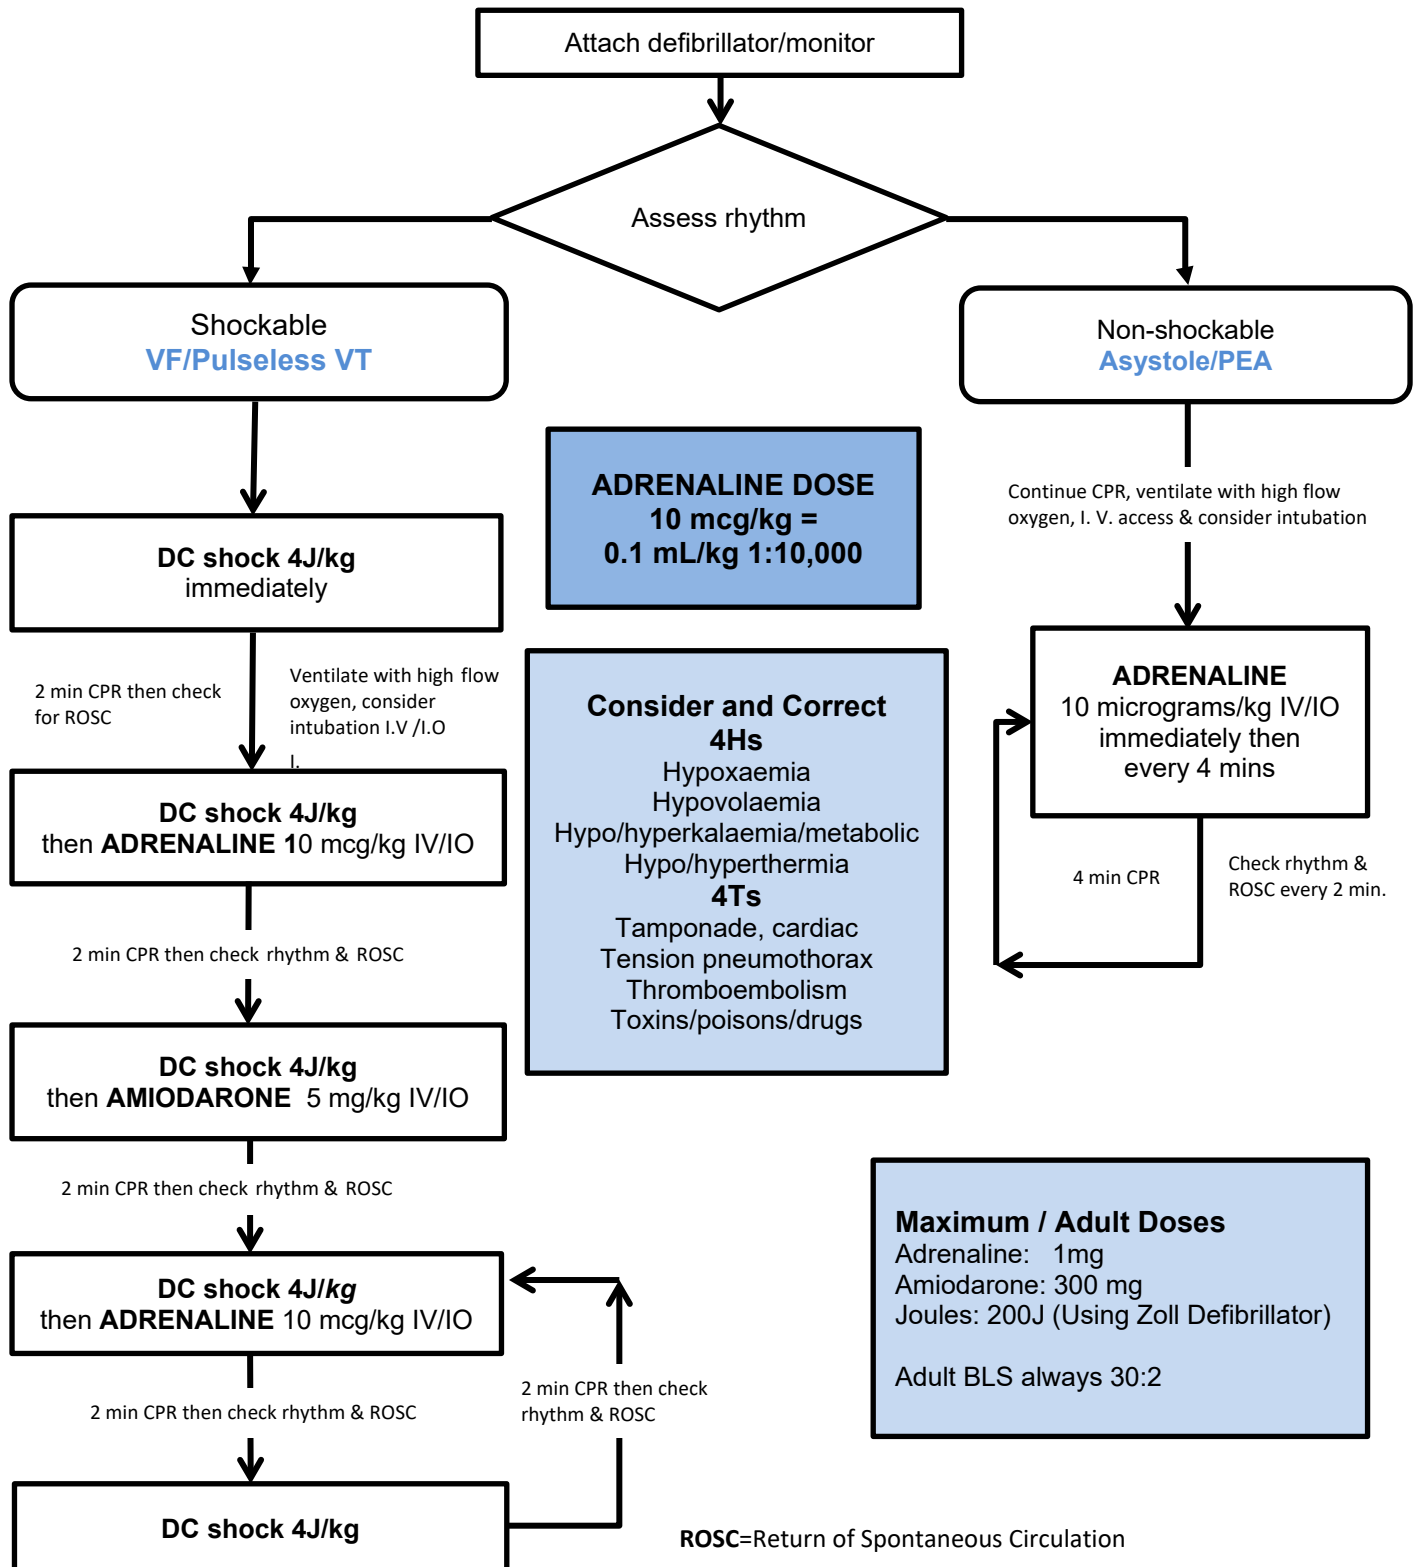 Attach defibrillator/monitor
Assess rhythm
Shockable
VF/Pulseless VT
Non-shockable
Asystole/PEA
ADRENALINE DOSE
10 mcg/kg =
0.1 mL/kg 1:10,000
Continue CPR, ventilate with high flow
oxygen, I. V. access & consider intubation
DC shock 4J/kg
immediately
2 min CPR then check
for ROSC
Ventilate with high flow
oxygen, consider
intubation I.V /I.O
I.
ADRENALINE
10 micrograms/kg IV/IO
immediately then
every 4 mins
4 min CPR
Check rhythm &
ROSC every 2 min.
Consider and Correct
4Hs
Hypoxaemia
Hypovolaemia
Hypo/hyperkalaemia/metabolic
Hypo/hyperthermia
4Ts
Tamponade, cardiac
Tension pneumothorax
Thromboembolism
Toxins/poisons/drugs
DC shock 4J/kg
then ADRENALINE 10 mcg/kg IV/IO
2 min CPR then check rhythm & ROSC
DC shock 4J/kg
then AMIODARONE 5 mg/kg IV/IO
2 min CPR then check rhythm & ROSC
DC shock 4J/kg
then ADRENALINE 10 mcg/kg IV/IO
2 min CPR then check rhythm & ROSC
2 min CPR then check
rhythm & ROSC
DC shock 4J/kg
Maximum / Adult Doses
Adrenaline: 1mg
Amiodarone: 300 mg
Joules: 200J (Using Zoll Defibrillator)
Adult BLS always 30:2
ROSC=Return of Spontaneous Circulation